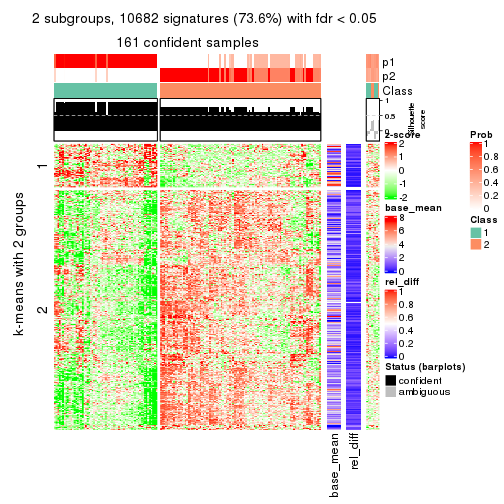 2 subgroups, 10682 signatures (73.6%) with fdr < 0.05
161 confident samples
p1
p2
Class
1
0.5
0
Silhouette
score
k-means with 2 groups
1
2
base_mean
rel_diff
z-score
2
1
0
-1
-2
base_mean
8
6
4
2
0
rel_diff
1
0.8
0.6
0.4
0.2
0
Status (barplots)
confident
ambiguous
Prob
1
0.8
0.6
0.4
0.2
0
Class
1
2